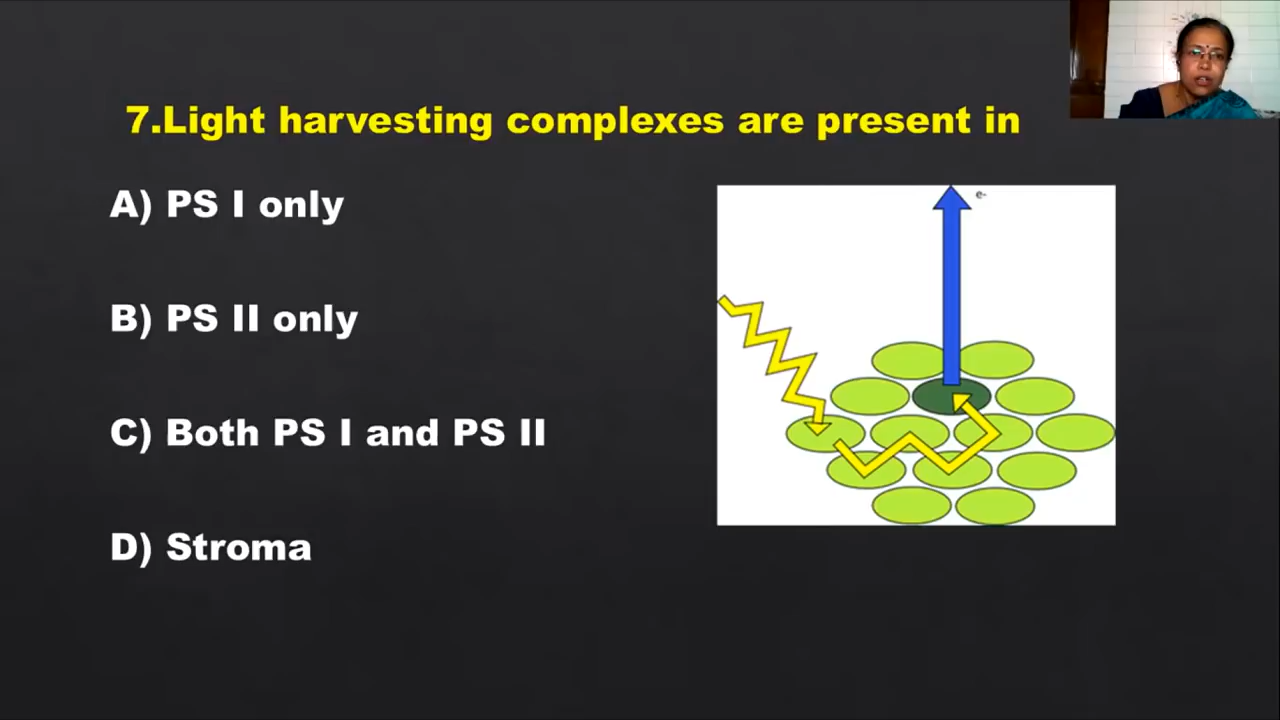 7.Light harvesting complexes are present in
A) PS I only
B) PS II only
C) Both PS I and PS II
D) Stroma
e-